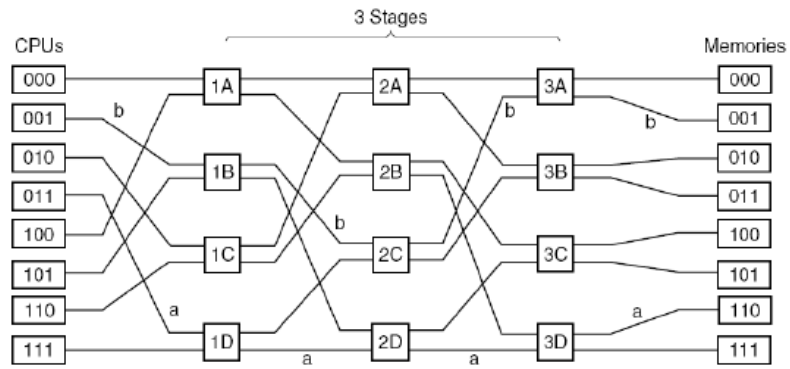 3 Stages
CPUs Memories
000 1A 2A 3A 000
b b b
001 001
010 1B 2B 3B 010
011 011
b
100 100
1C 2C 3C
101 101
110 a a 110
1D 2D 3D
111 a a 111